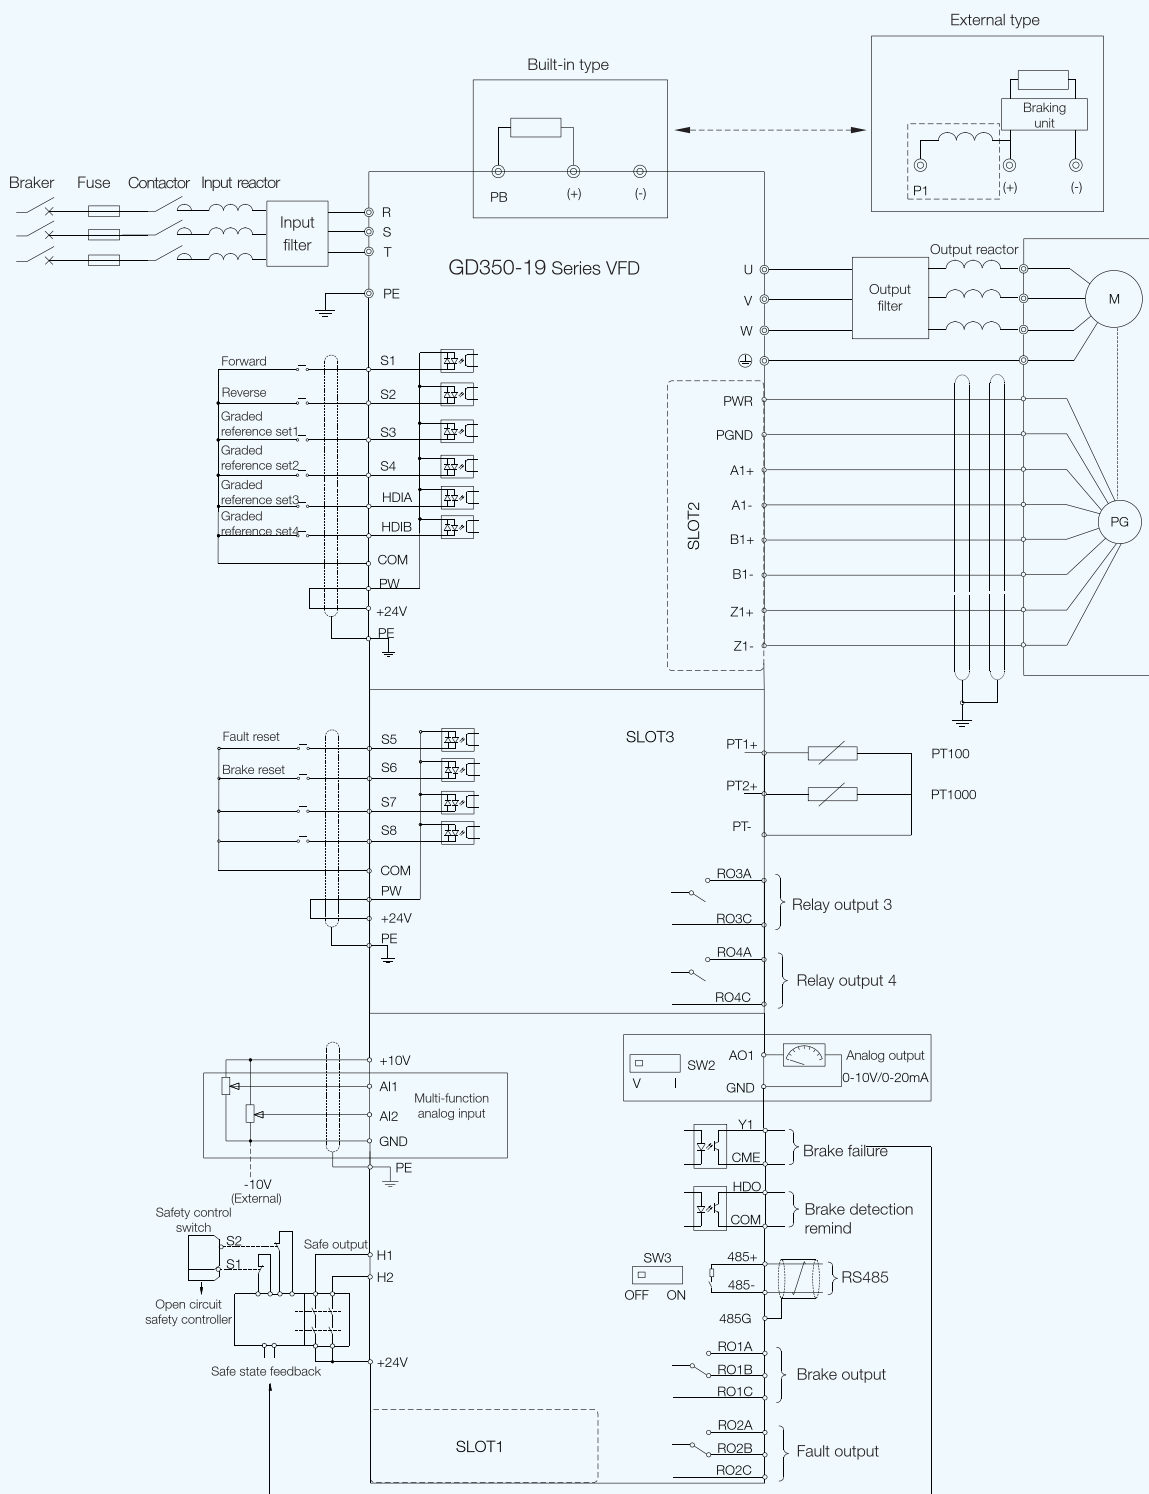 External type
Built-in type
Braking
unit
P1
(+)
(-)
PB
(+)
(-)
Braker
Fuse
Contactor
Input reactor
Input
filter
R
S
T
PE
GD350-19 Series VFD
U
V
W
Output
filter
Output reactor
M
Forward
S1
Reverse
S2
Graded
reference set1
S3
Graded
reference set2
S4
Graded
reference set3
HDIA
Graded
reference set4
HDIB
COM
PW
+24V
PE
SLOT2
PWR
PGND
A1+
A1-
B1+
B1-
Z1+
Z1-
PG
Fault reset
S5
Brake reset
S6
S7
S8
COM
PW
+24V
PE
SLOT3
PT1+
PT100
PT2+
PT1000
PT-
RO3A
RO3C
Relay output 3
RO4A
RO4C
Relay output 4
+10V
AI1
AI2
GND
Multi-function
analog input
PE
-10V
(External)
SW2
V
I
AO1
GND
Analog output
0-10V/0-20mA
Y1
CME
Brake failure
HDO
COM
Brake detection
remind
Safety control
switch
S2
S1
Safe output
H1
H2
Open circuit
safety controller
+24V
Safe state feedback
SW3
OFF
ON
485+
485-
485G
RS485
RO1A
RO1B
RO1C
Brake output
RO2A
RO2B
RO2C
Fault output
SLOT1